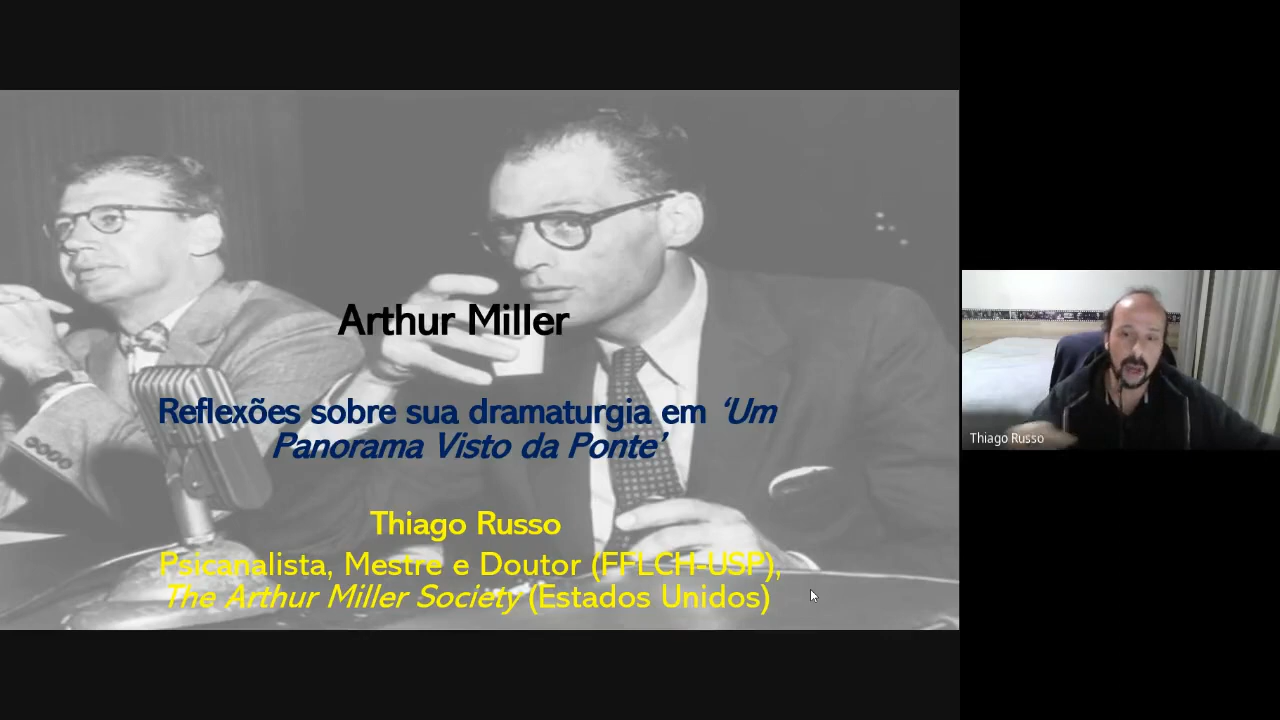 Arthur Miller
Reflexões sobre sua dramaturgia em ‘Um
Panorama Visto da Ponte’
Thiago Russo
Psicanalista, Mestre e Doutor (FFLCH-USP),
The Arthur Miller Society (Estados Unidos)
Thiago Russo